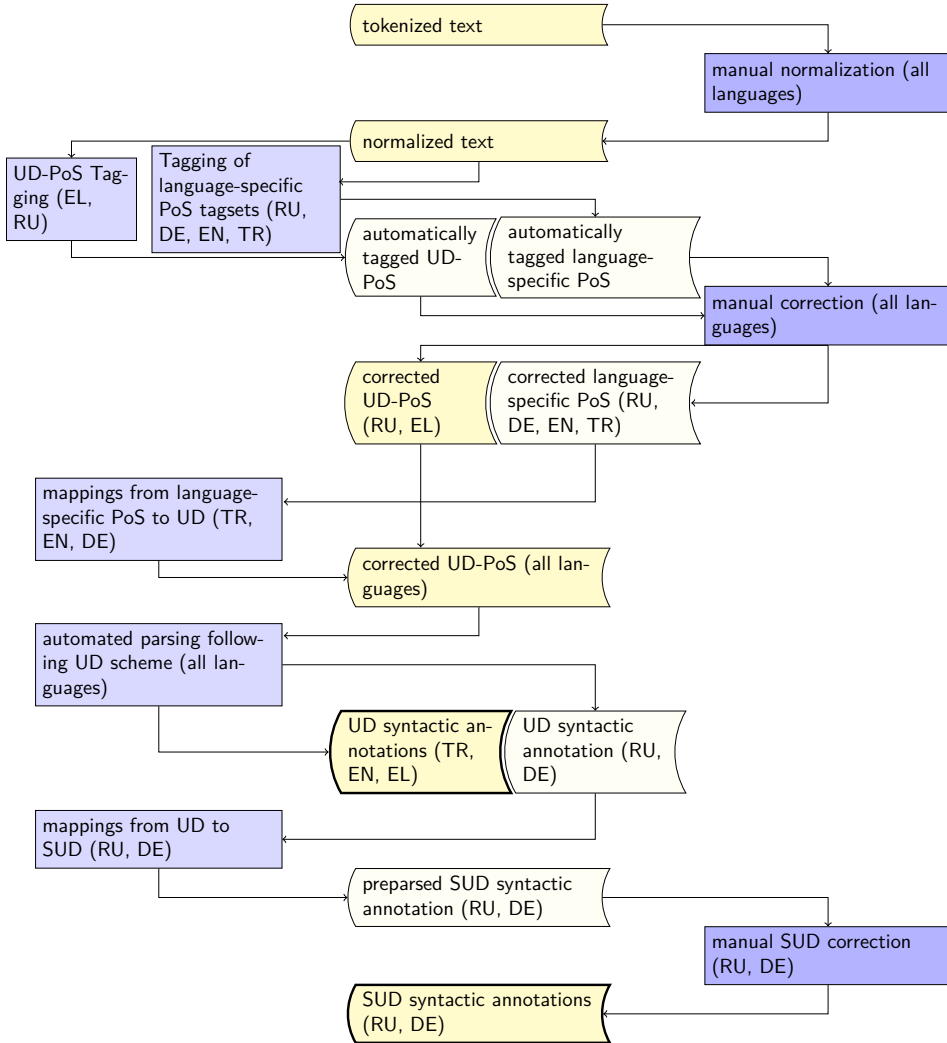 tokenized text
manual normalization (all
languages)
normalized text
UD-PoS Tag-
ging (EL,
RU)
Tagging of
language-specific
PoS tagsets (RU,
DE, EN, TR)
automatically
tagged UD-
PoS
automatically
tagged language-
specific PoS
manual correction (all lan-
guages)
corrected
UD-PoS
(RU, EL)
corrected language-
specific PoS (RU,
DE, EN, TR)
mappings from language-
specific PoS to UD (TR,
EN, DE)
corrected UD-PoS (all lan-
guages)
automated parsing follow-
ing UD scheme (all lan-
guages)
UD syntactic an-
notations (TR,
EN, EL)
UD syntactic
annotation (RU,
DE)
mappings from UD to
SUD (RU, DE)
preparsed SUD syntactic
annotation (RU, DE)
manual SUD correction
(RU, DE)
SUD syntactic annotations
(RU, DE)